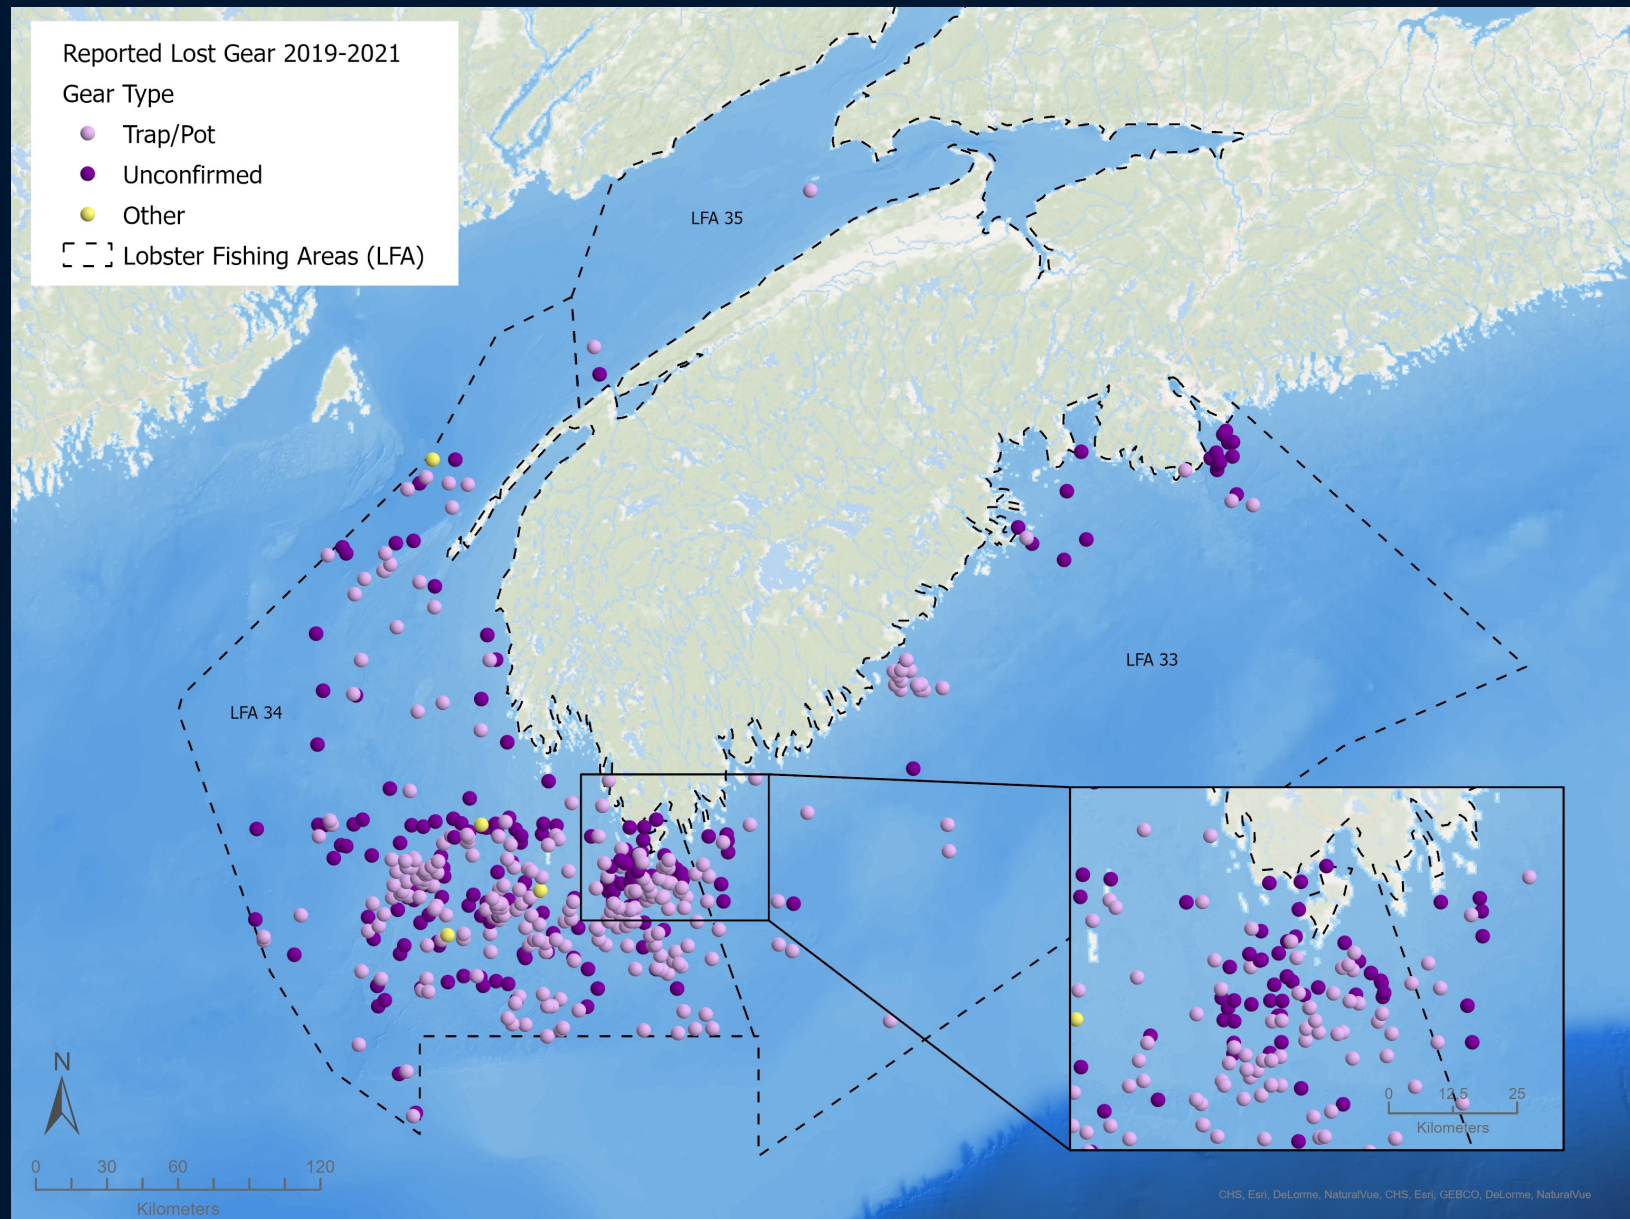 Reported Lost Gear 2019-2021
Gear Type
Trap/Pot
Unconfirmed
Other
Lobster Fishing Areas (LFA)
LFA 35
LFA 33
LFA 34
N
0 30 60 120
Kilometers
0 12.5 25
Kilometers
CHS, Esri, DeLorme, NaturalVue, CHS, Esri, GEBCO, DeLorme, NaturalVue